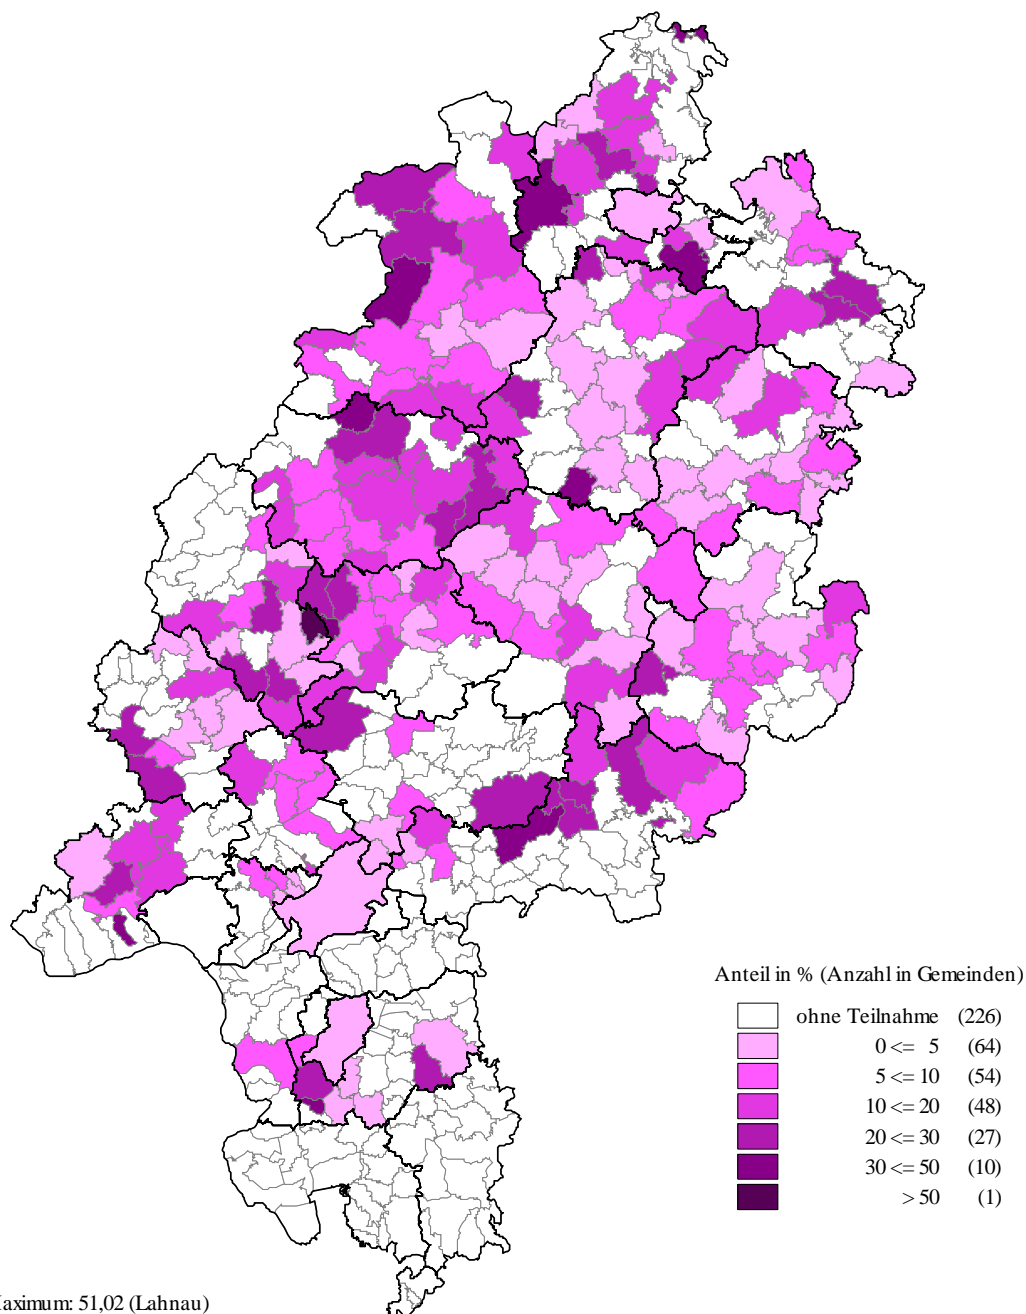 Anteil in % (Anzahl in Gemeinden)
ohne Teilnahme (226)
0 <= 5 (64)
5 <= 10 (54)
10 <= 20 (48)
20 <= 30 (27)
30 <= 50 (10)
> 50 (1)
aximum: 51,02 (Lahnau)